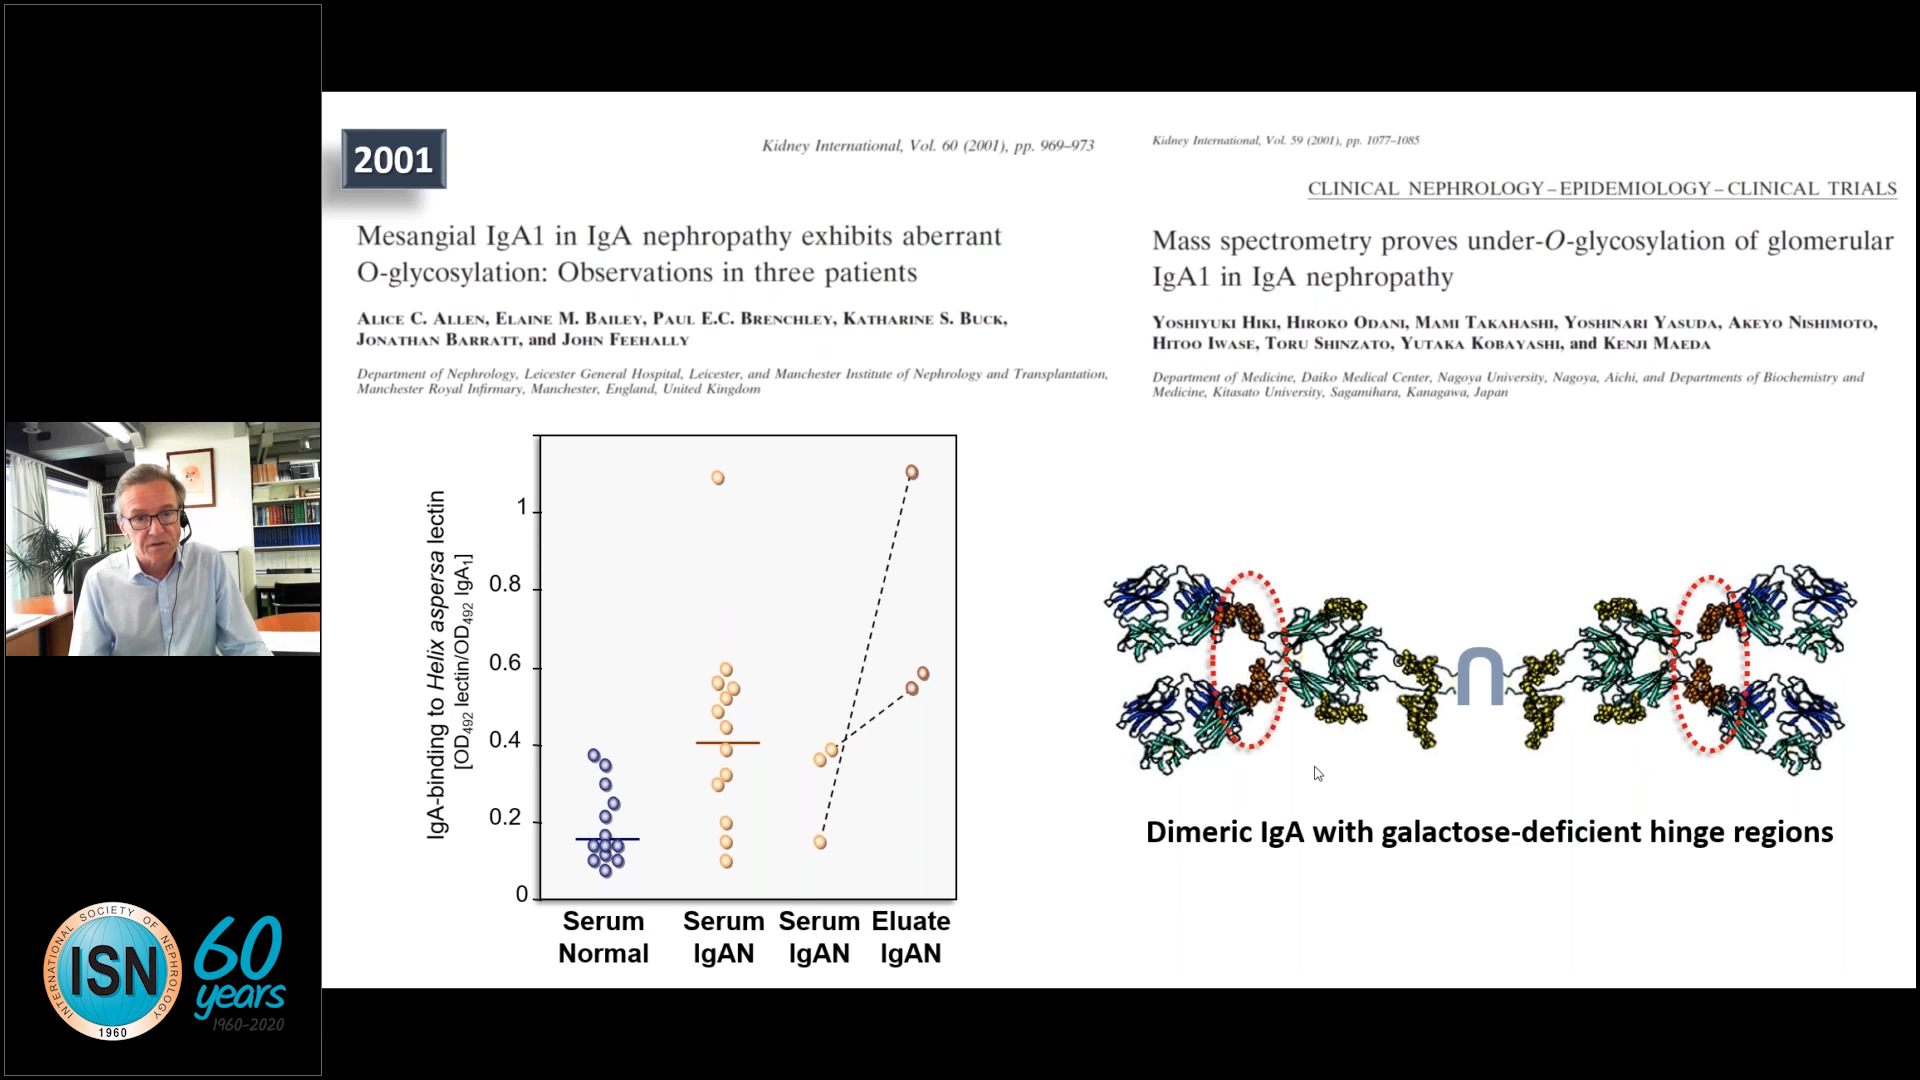 2001
Kidney International, Vol. 60 (2001), pp. 969–973
Mesangial IgA1 in IgA nephropathy exhibits aberrant
O-glycosylation: Observations in three patients
ALICE C. ALLEN, ELAINE M. BAILEY, PAUL E.C. BRENCHLEY, KATHARINE S. BUCK,
JONATHAN BARRATT, and JOHN FEEHALLY
Department of Nephrology, Leicester General Hospital, Leicester, and Manchester Institute of Nephrology and Transplantation,
Manchester Royal Infirmary, Manchester, England, United Kingdom
Kidney International, Vol. 59 (2001), pp. 1077–1085
CLINICAL NEPHROLOGY – EPIDEMIOLOGY – CLINICAL TRIALS
Mass spectrometry proves under-O-glycosylation of glomerular
IgA1 in IgA nephropathy
YOSHIYUKI HIKI, HIROKO ODANI, MAMI TAKAHASHI, YOSHINARI YASUDA, AKEYO NISHIMOTO,
HITOO IWASE, TORU SHINZATO, YUTAKA KOBAYASHI, and KENJI MAEDA
Department of Medicine, Daiko Medical Center, Nagoya University, Nagoya, Aichi, and Departments of Biochemistry and
Medicine, Kitasato University, Sagamihara, Kanagawa, Japan
IgA-binding to Helix aspersa lectin
[OD492 lectin/OD492 IgA1]
1
0.8
0.6
0.4
0.2
0
Serum Normal
Serum IgAN
Serum IgAN
Eluate IgAN
Dimeric IgA with galactose-deficient hinge regions
INTERNATIONAL SOCIETY OF NEPHROLOGY
ISN
1960
60
years
1960-2020